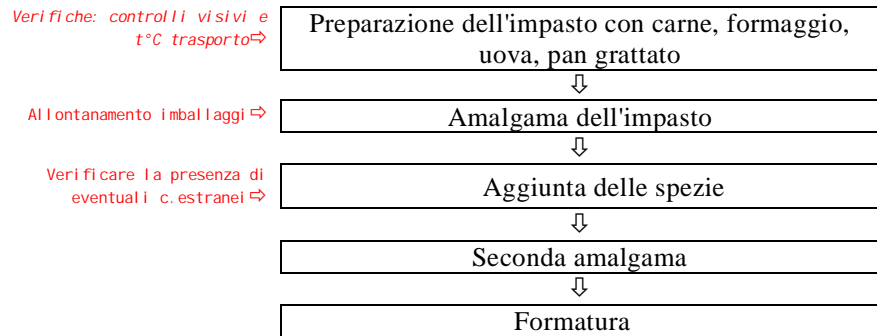 Verifiche: controlli visivi e
t°C trasporto⇨
Preparazione dell'impasto con carne, formaggio,
uova, pan grattato
⇩
Allontanamento imballaggi⇨
Amalgama dell'impasto
⇩
Verificare la presenza di
eventuali c.estranei⇨
Aggiunta delle spezie
⇩
Seconda amalgama
⇩
Formatura